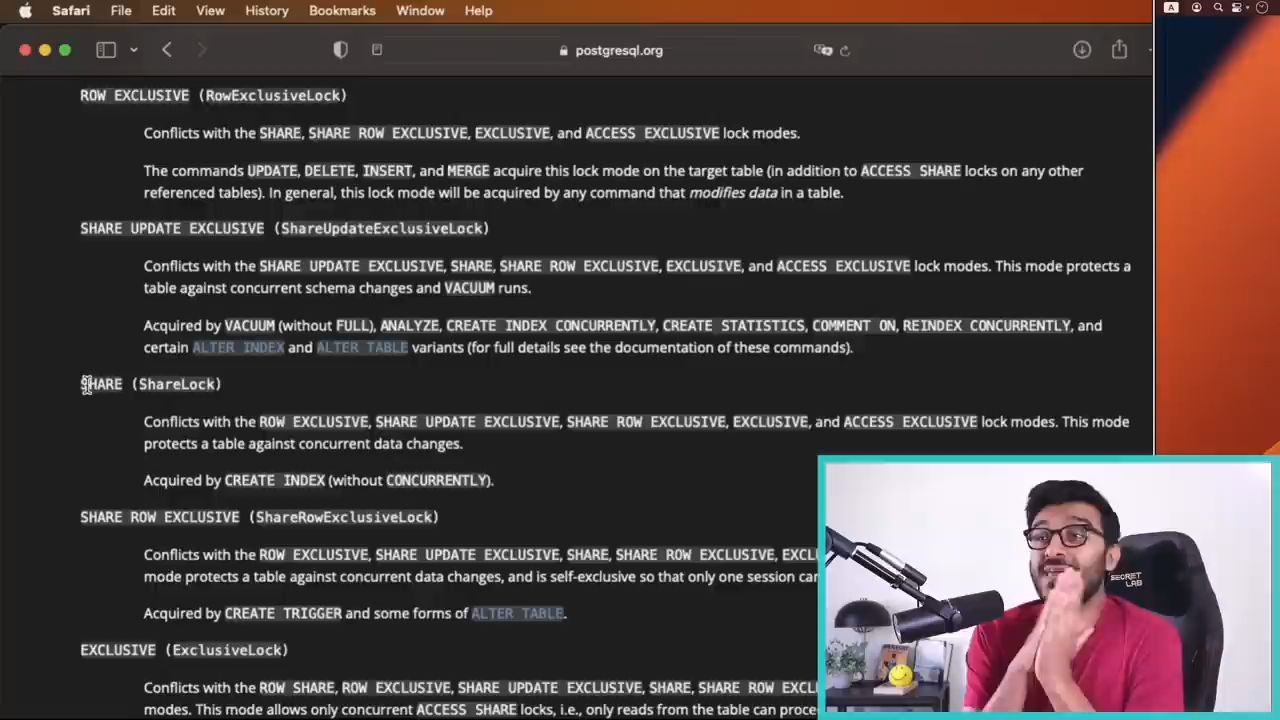 Safari File Edit View History Bookmarks Window Help A
postgresql.org
ROW EXCLUSIVE (RowExclusiveLock)
Conflicts with the SHARE, SHARE ROW EXCLUSIVE, EXCLUSIVE, and ACCESS EXCLUSIVE lock modes.
The commands UPDATE, DELETE, INSERT, and MERGE acquire this lock mode on the target table (in addition to ACCESS SHARE locks on any other
referenced tables). In general, this lock mode will be acquired by any command that modifies data in a table.
SHARE UPDATE EXCLUSIVE (ShareUpdateExclusiveLock)
Conflicts with the SHARE UPDATE EXCLUSIVE, SHARE, SHARE ROW EXCLUSIVE, EXCLUSIVE, and ACCESS EXCLUSIVE lock modes. This mode protects a
table against concurrent schema changes and VACUUM runs.
Acquired by VACUUM (without FULL), ANALYZE, CREATE INDEX CONCURRENTLY, CREATE STATISTICS, COMMENT ON, REINDEX CONCURRENTLY, and
certain ALTER INDEX and ALTER TABLE variants (for full details see the documentation of these commands).
SHARE (ShareLock)
Conflicts with the ROW EXCLUSIVE, SHARE UPDATE EXCLUSIVE, SHARE ROW EXCLUSIVE, EXCLUSIVE, and ACCESS EXCLUSIVE lock modes. This mode
protects a table against concurrent data changes.
Acquired by CREATE INDEX (without CONCURRENTLY).
SHARE ROW EXCLUSIVE (ShareRowExclusiveLock)
Conflicts with the ROW EXCLUSIVE, SHARE UPDATE EXCLUSIVE, SHARE, SHARE ROW EXCLUSIVE, EXCL
mode protects a table against concurrent data changes, and is self-exclusive so that only one session can
Acquired by CREATE TRIGGER and some forms of ALTER TABLE.
EXCLUSIVE (ExclusiveLock)
Conflicts with the ROW SHARE, ROW EXCLUSIVE, SHARE UPDATE EXCLUSIVE, SHARE, SHARE ROW EXCL
modes. This mode allows only concurrent ACCESS SHARE locks, i.e., only reads from the table can proce
SECRET
LAB